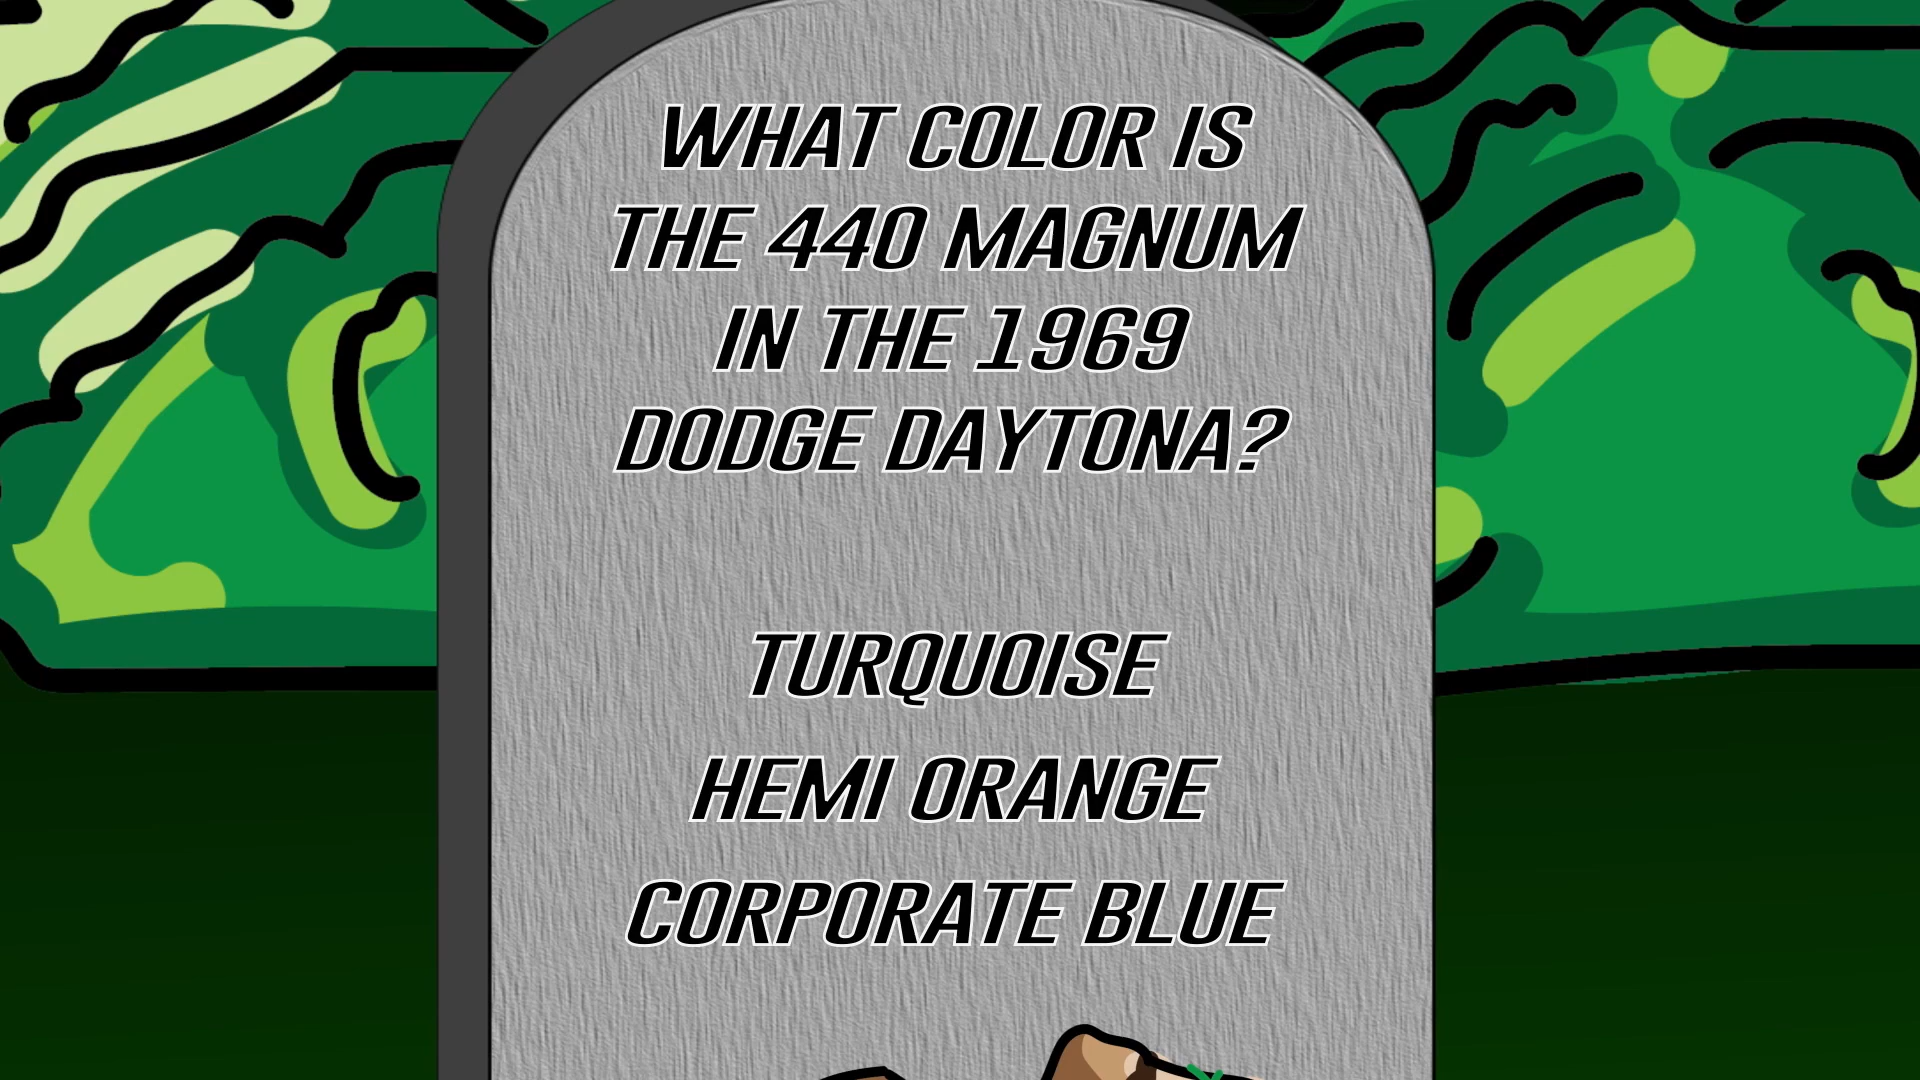 WHAT COLOR IS
THE 440 MAGNUM
IN THE 1969
DODGE DAYTONA?
TURQUOISE
HEMI ORANGE
CORPORATE BLUE